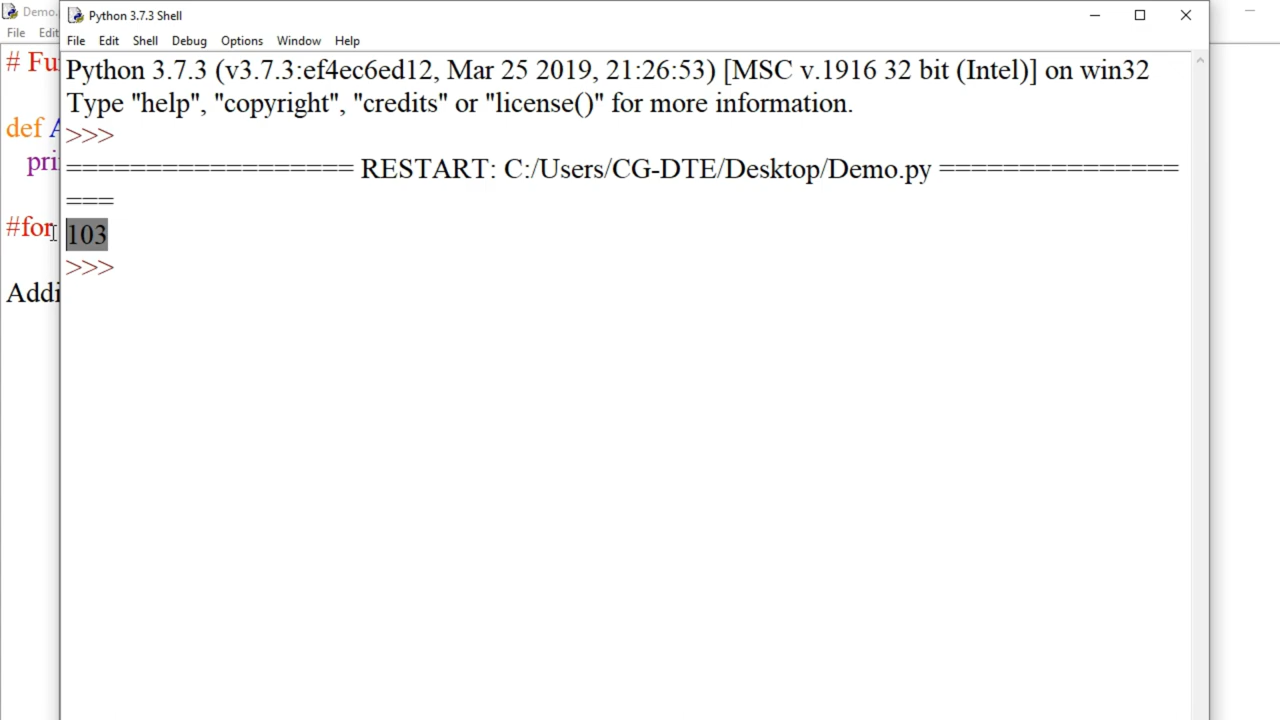 Demo.
Python 3.7.3 Shell
File Edit
File Edit Shell Debug Options Window Help
# Fu
Python 3.7.3 (v3.7.3:ef4ec6ed12, Mar 25 2019, 21:26:53) [MSC v.1916 32 bit (Intel)] on win32
Type "help", "copyright", "credits" or "license()" for more information.
def A
>>>
pri
================== RESTART: C:/Users/CG-DTE/Desktop/Demo.py ===============
===
#for
103
>>>
Addi